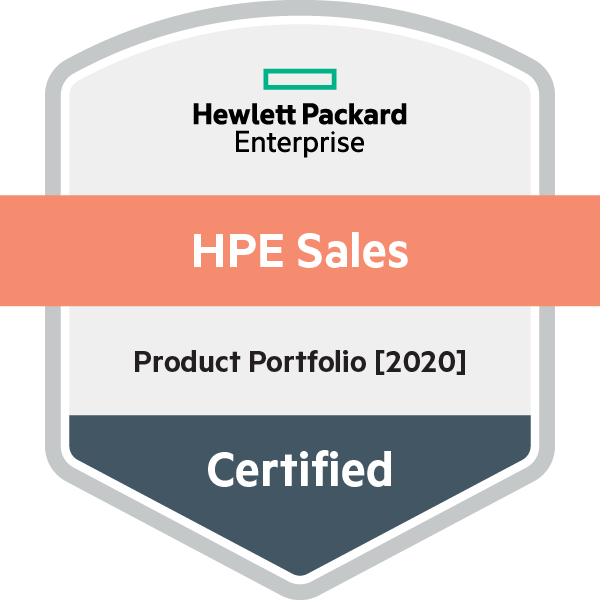 Hewlett Packard
Enterprise
HPE Sales
Product Portfolio [2020]
Certified